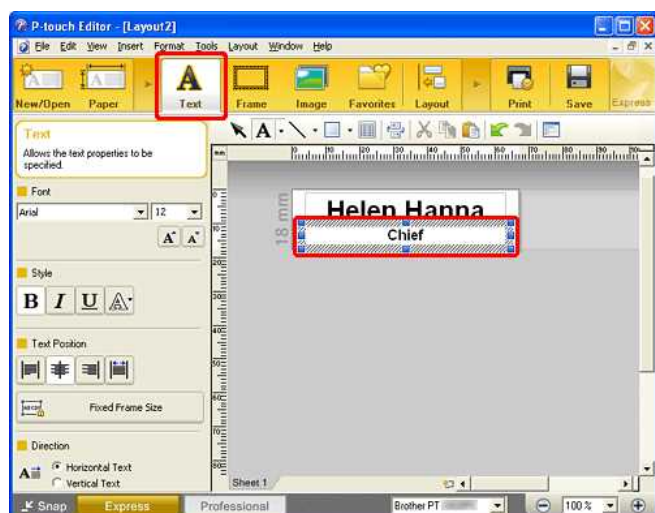 P-touch Editor - [Layout2]
File Edit View Insert Format Tools Layout Window Help
New/Open Paper Text Frame Image Favorites Layout Print Save Express
Text
Allows the text properties to be
specified.
Font
Arial 12
Style
B I U A
Text Position
Fixed Frame Size
Direction
Horizontal Text
Vertical Text
mm
18 mm
Helen Hanna
Chief
Sheet 1
Snap Express Professional Brother PT 100 %